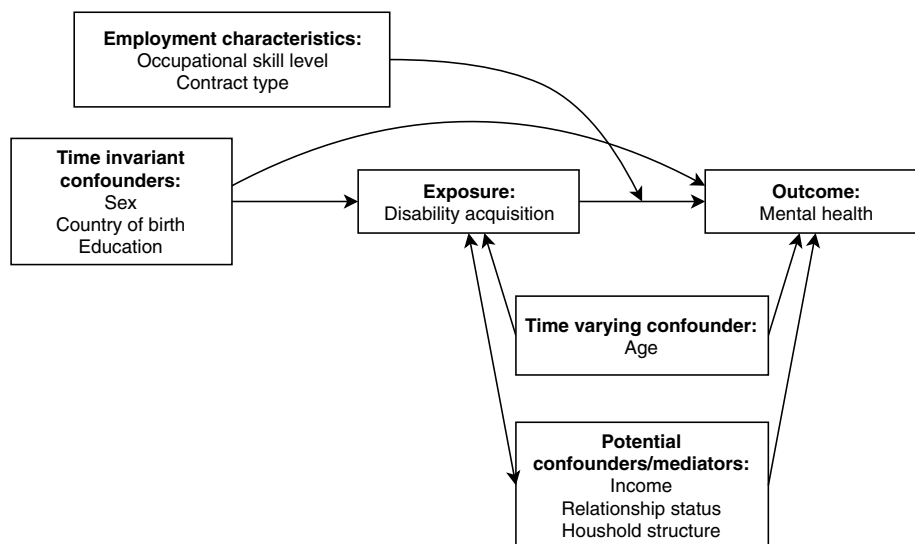 Employment characteristics:
Occupational skill level
Contract type
Time invariant
confounders:
Sex
Country of birth
Education
Exposure:
Disability acquisition
Outcome:
Mental health
Time varying confounder:
Age
Potential
confounders/mediators:
Income
Relationship status
Houshold structure